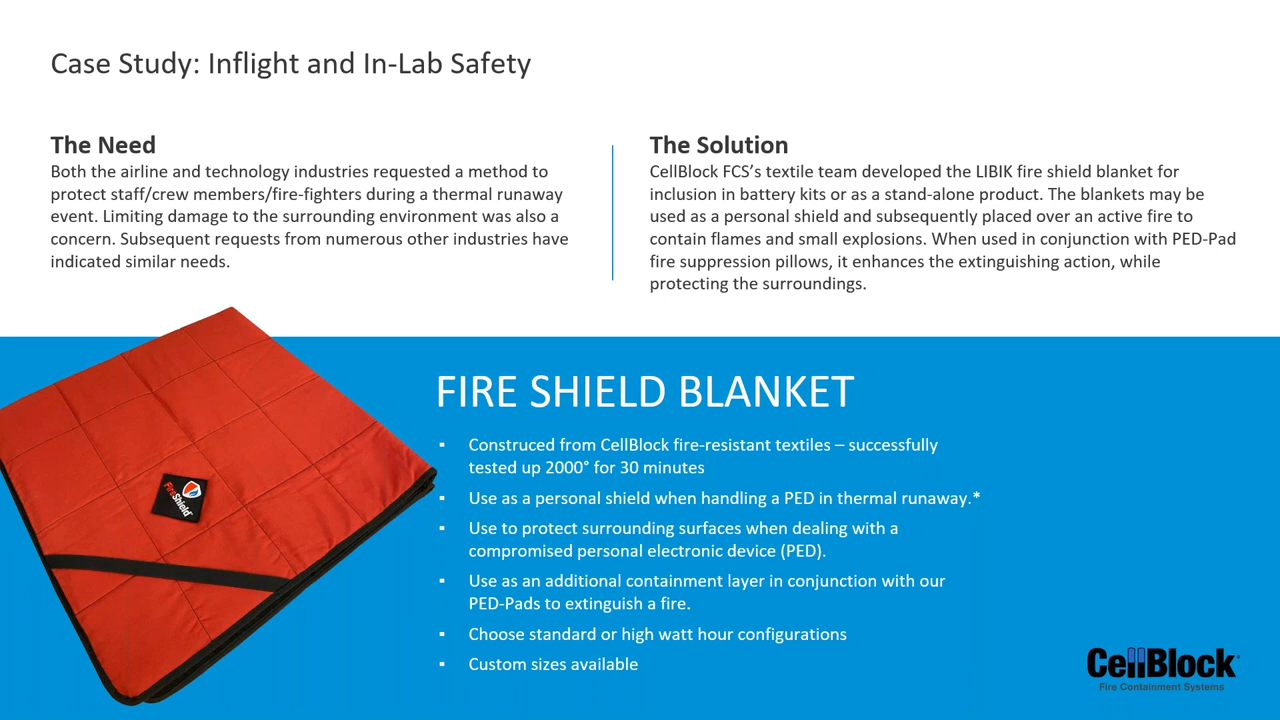 Case Study: Inflight and In-Lab Safety
The Need
Both the airline and technology industries requested a method to
protect staff/crew members/fire-fighters during a thermal runaway
event. Limiting damage to the surrounding environment was also a
concern. Subsequent requests from numerous other industries have
indicated similar needs.
The Solution
CellBlock FCS’s textile team developed the LIBIK fire shield blanket for
inclusion in battery kits or as a stand-alone product. The blankets may be
used as a personal shield and subsequently placed over an active fire to
contain flames and small explosions. When used in conjunction with PED-Pad
fire suppression pillows, it enhances the extinguishing action, while
protecting the surroundings.
FireShield
FIRE SHIELD BLANKET
▪ Construced from CellBlock fire-resistant textiles – successfully
tested up 2000° for 30 minutes
▪ Use as a personal shield when handling a PED in thermal runaway.*
▪ Use to protect surrounding surfaces when dealing with a
compromised personal electronic device (PED).
▪ Use as an additional containment layer in conjunction with our
PED-Pads to extinguish a fire.
▪ Choose standard or high watt hour configurations
▪ Custom sizes available
CellBlock
Fire Containment Systems